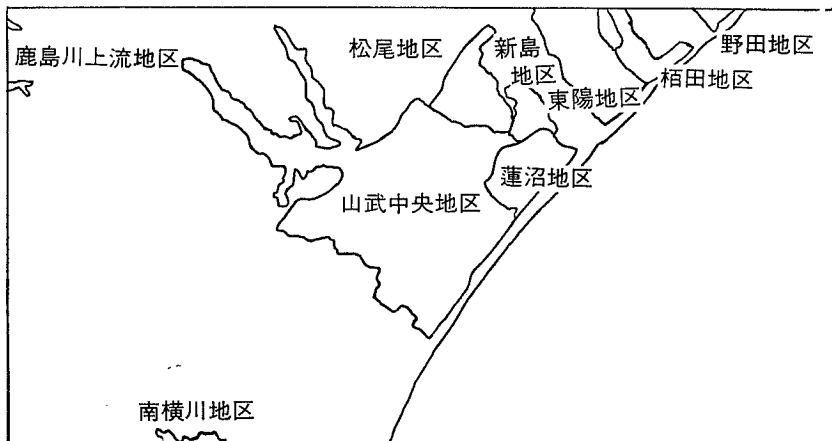 鹿島川上流地区
松尾地区
新島
地区
東陽地区
栢田地区
野田地区
蓮沼地区
山武中央地区
南横川地区